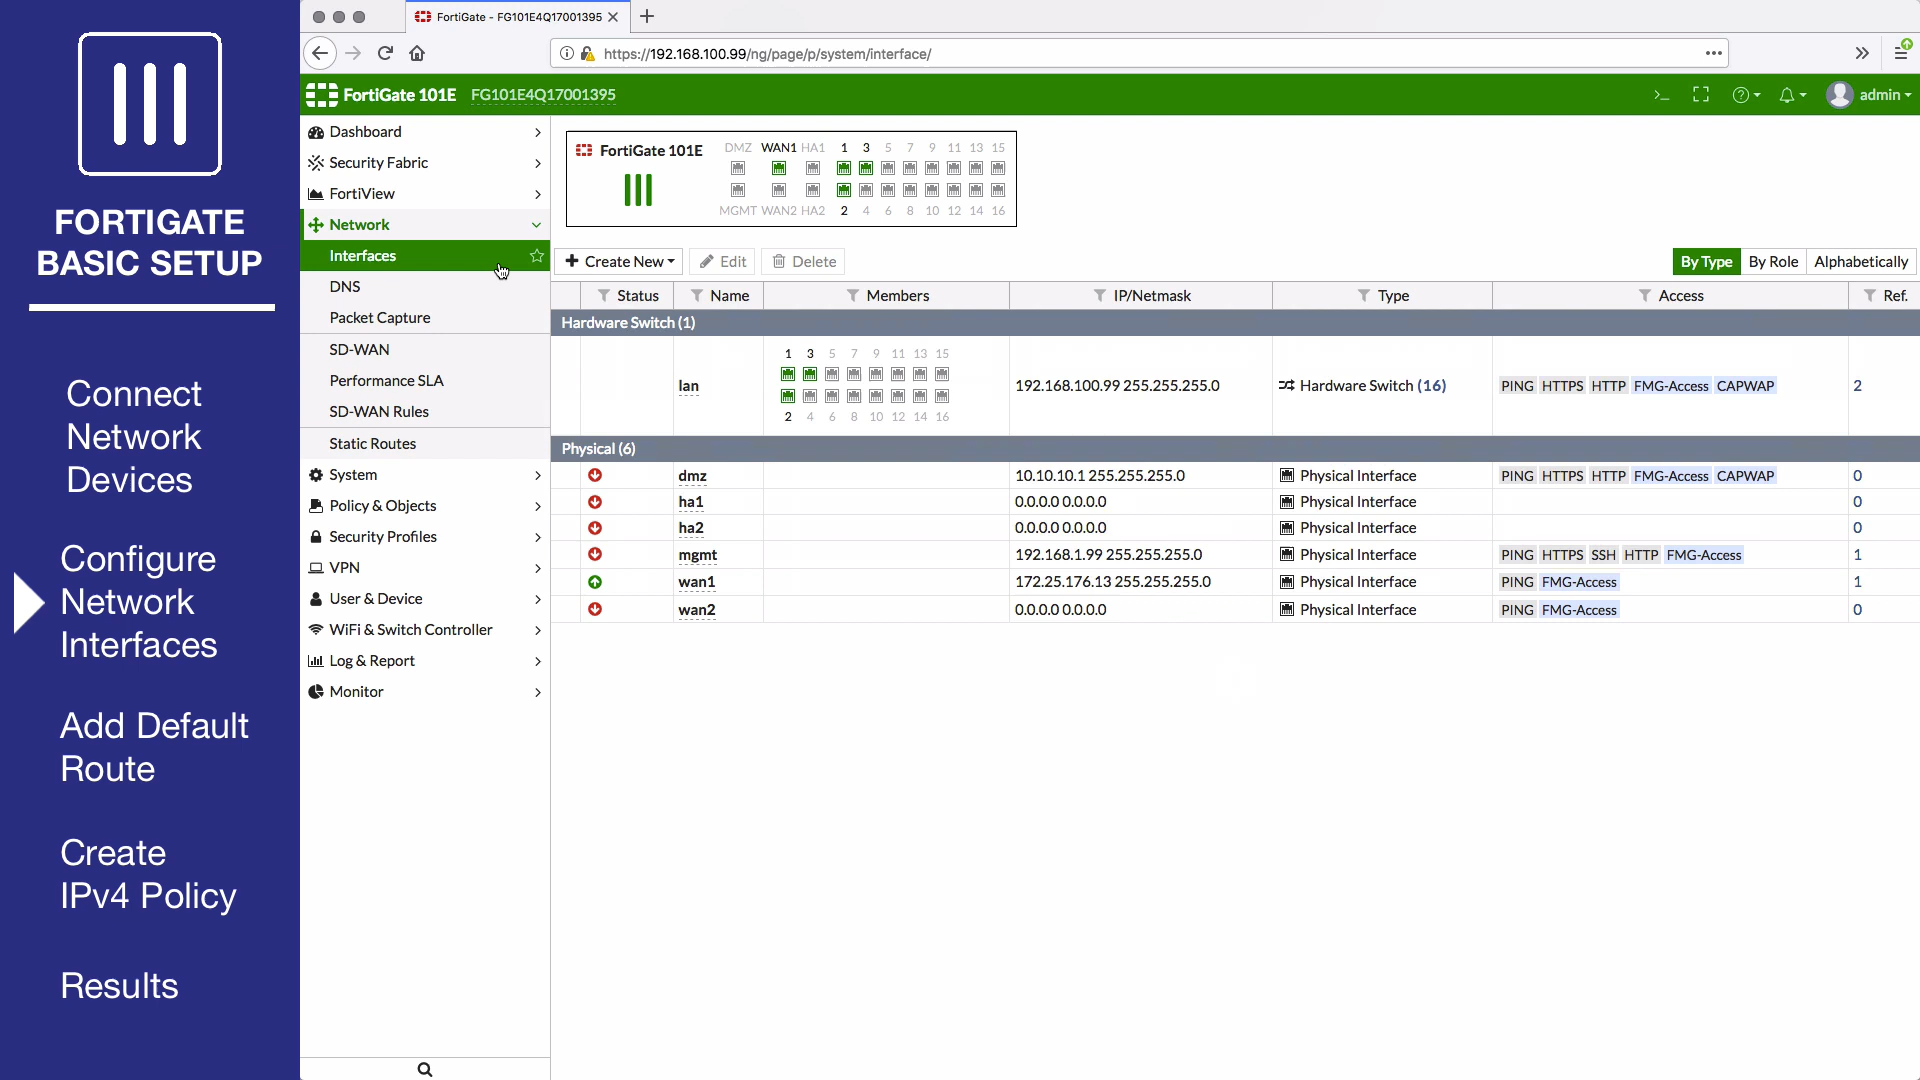 FORTIGATE
BASIC SETUP
Connect
Network
Devices
Configure
Network
Interfaces
Add Default
Route
Create
IPv4 Policy
Results
FortiGate - FG101E4Q17001395
https://192.168.100.99/ng/page/p/system/interface/
FortiGate 101E FG101E4Q17001395
admin
Dashboard
Security Fabric
FortiView
Network
Interfaces
DNS
Packet Capture
SD-WAN
Performance SLA
SD-WAN Rules
Static Routes
System
Policy & Objects
Security Profiles
VPN
User & Device
WiFi & Switch Controller
Log & Report
Monitor
FortiGate 101E
DMZ WAN1 HA1 1 3 5 7 9 11 13 15
MGMT WAN2 HA2 2 4 6 8 10 12 14 16
+ Create New Edit Delete
By Type By Role Alphabetically
Status Name Members IP/Netmask Type Access Ref.
Hardware Switch (1)
1 3 5 7 9 11 13 15
lan 192.168.100.99 255.255.255.0 Hardware Switch (16) PING HTTPS HTTP FMG-Access CAPWAP 2
2 4 6 8 10 12 14 16
Physical (6)
dmz 10.10.10.1 255.255.255.0 Physical Interface PING HTTPS HTTP FMG-Access CAPWAP 0
ha1 0.0.0.0 0.0.0.0 Physical Interface 0
ha2 0.0.0.0 0.0.0.0 Physical Interface 0
mgmt 192.168.1.99 255.255.255.0 Physical Interface PING HTTPS SSH HTTP FMG-Access 1
wan1 172.25.176.13 255.255.255.0 Physical Interface PING FMG-Access 1
wan2 0.0.0.0 0.0.0.0 Physical Interface PING FMG-Access 0